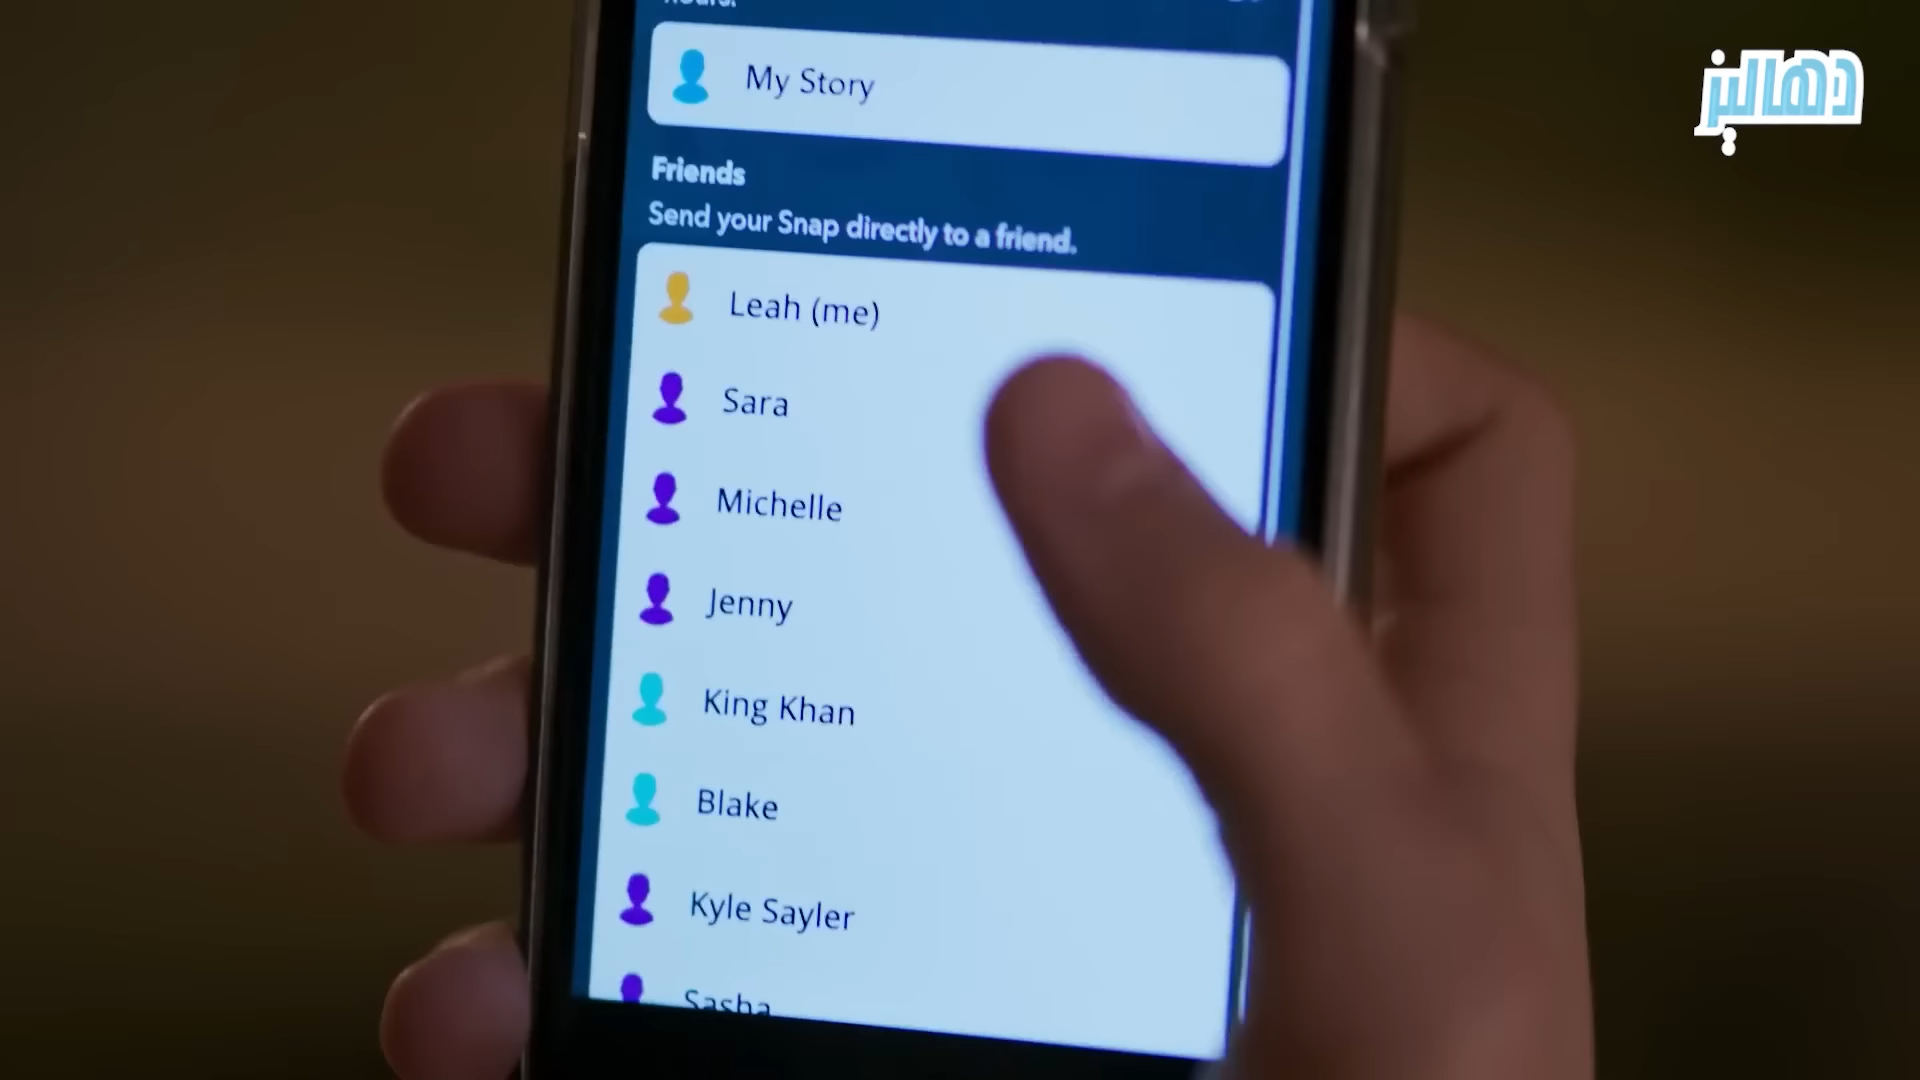 hours.
دهاليز
My Story
Friends
Send your Snap directly to a friend.
Leah (me)
Sara
Michelle
Jenny
King Khan
Blake
Kyle Sayler
Sasha